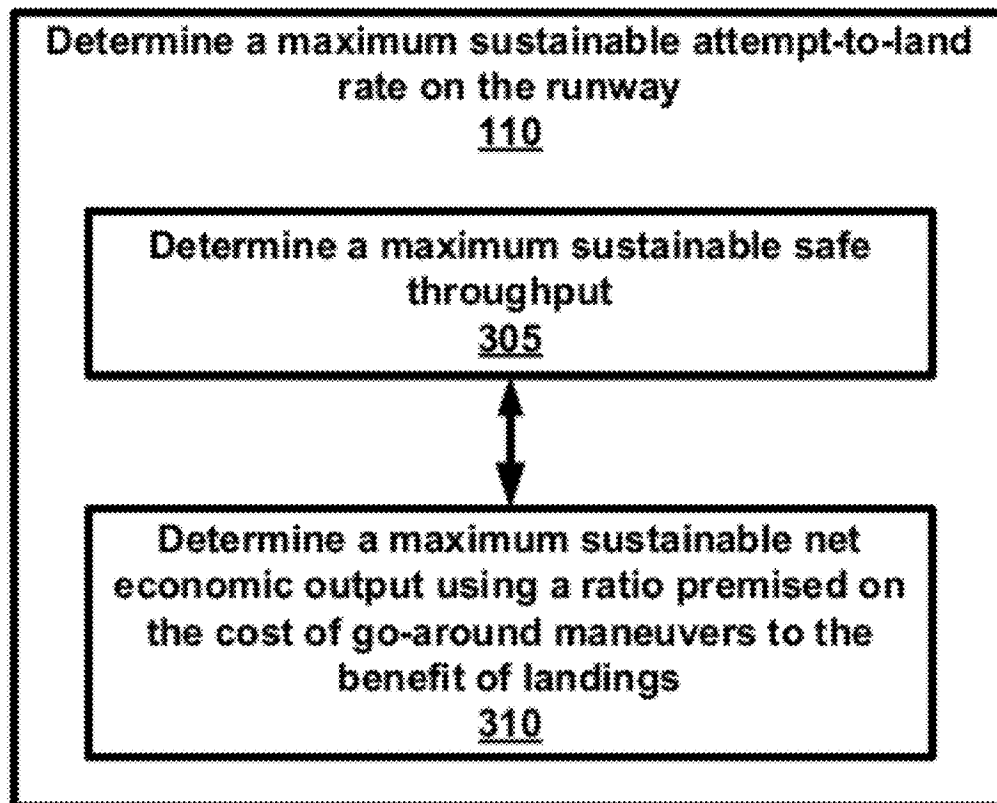 Determine a maximum sustainable attempt-to-land
rate on the runway
110
Determine a maximum sustainable safe
throughput
305
Determine a maximum sustainable net
economic output using a ratio premised on
the cost of go-around maneuvers to the
benefit of landings
310